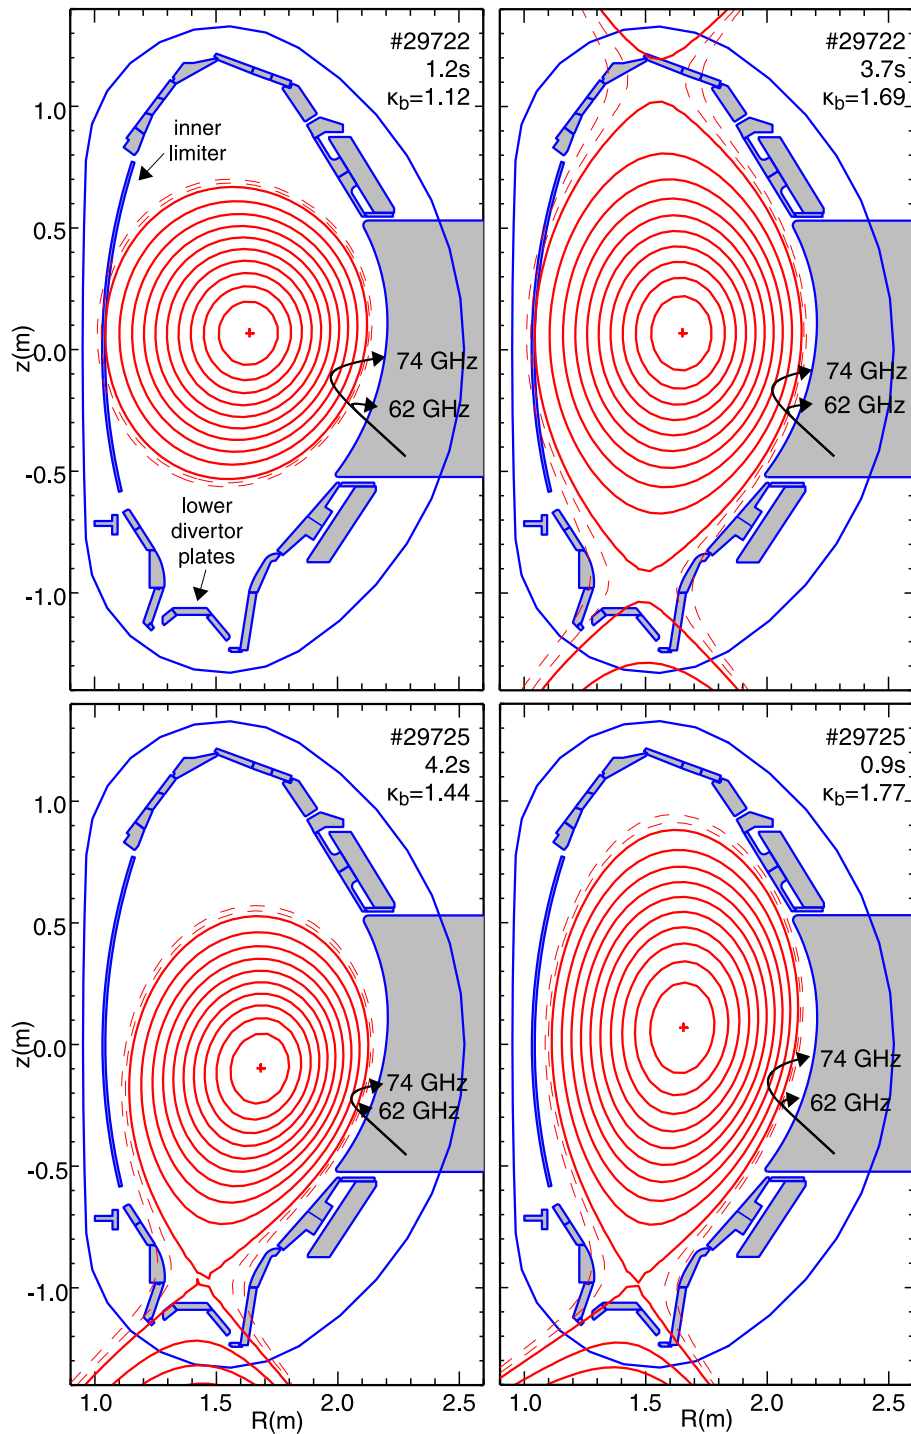 #29722
1.2s
κb=1.12
inner
limiter
1.0
0.5
0.0
-0.5
-1.0
z(m)
74 GHz
62 GHz
lower
divertor
plates
#29722
3.7s
κb=1.69
74 GHz
62 GHz
#29725
4.2s
κb=1.44
1.0
0.5
0.0
-0.5
-1.0
z(m)
74 GHz
62 GHz
1.0 1.5 2.0 2.5
R(m)
#29725
0.9s
κb=1.77
74 GHz
62 GHz
1.0 1.5 2.0 2.5
R(m)